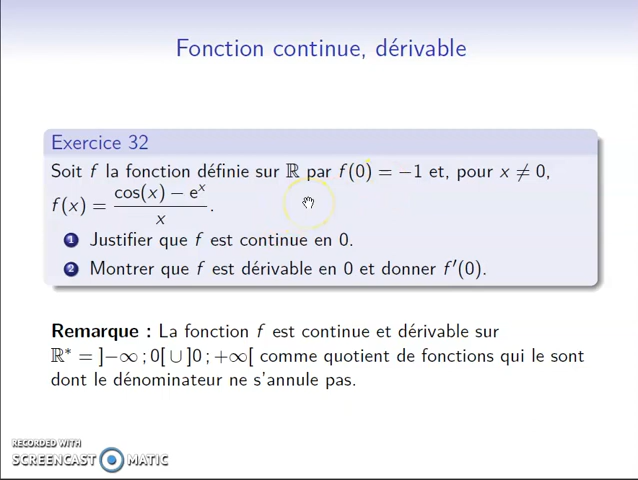 Fonction continue, dérivable
Exercice 32
Soit f la fonction définie sur ℝ par f(0) = −1 et, pour x ≠ 0,
f(x) = (cos(x) − eˣ)/x.
1 Justifier que f est continue en 0.
2 Montrer que f est dérivable en 0 et donner f′(0).
Remarque : La fonction f est continue et dérivable sur
ℝ* = ]−∞ ; 0[ ∪ ]0 ; +∞[ comme quotient de fonctions qui le sont
dont le dénominateur ne s'annule pas.
RECORDED WITH
SCREENCAST MATIC